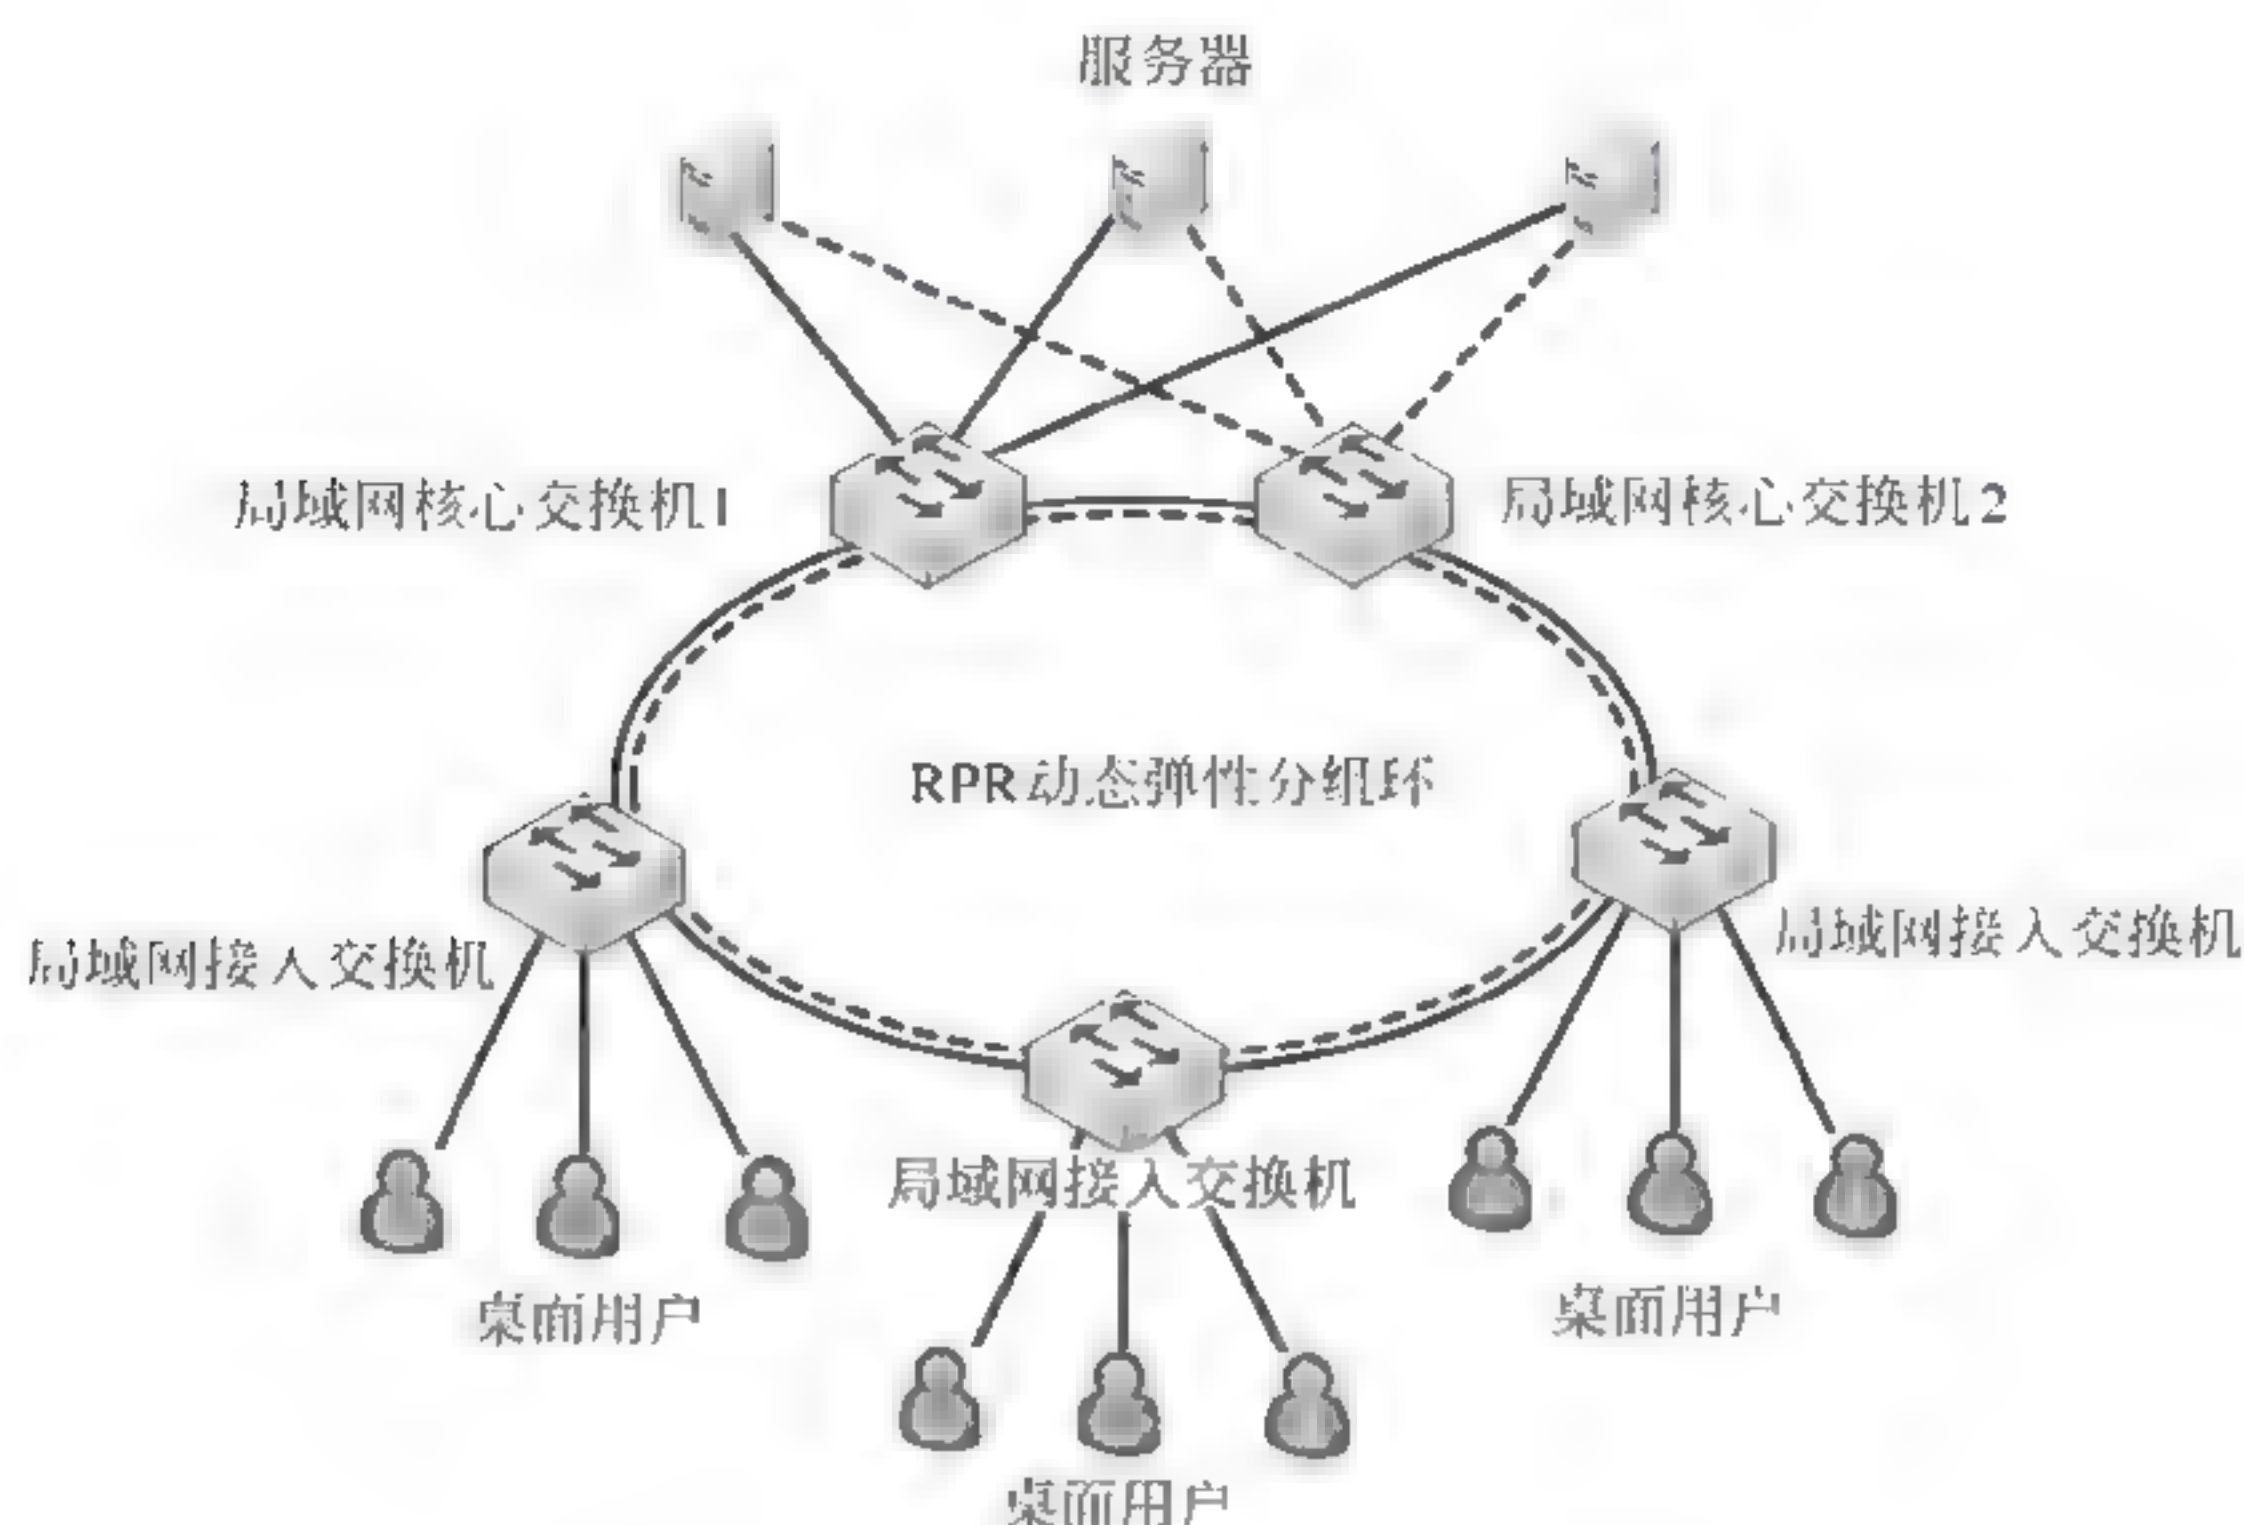 服务器
局域网核心交换机1
局域网核心交换机2
RPR动态弹性分组环
局域网接入交换机
局域网接入交换机
局域网接入交换机
桌面用户
桌面用户
桌面用户